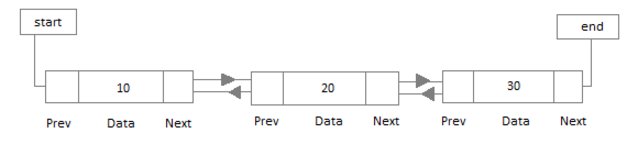 start end
10 20 30
Prev Data Next Prev Data Next Prev Data Next